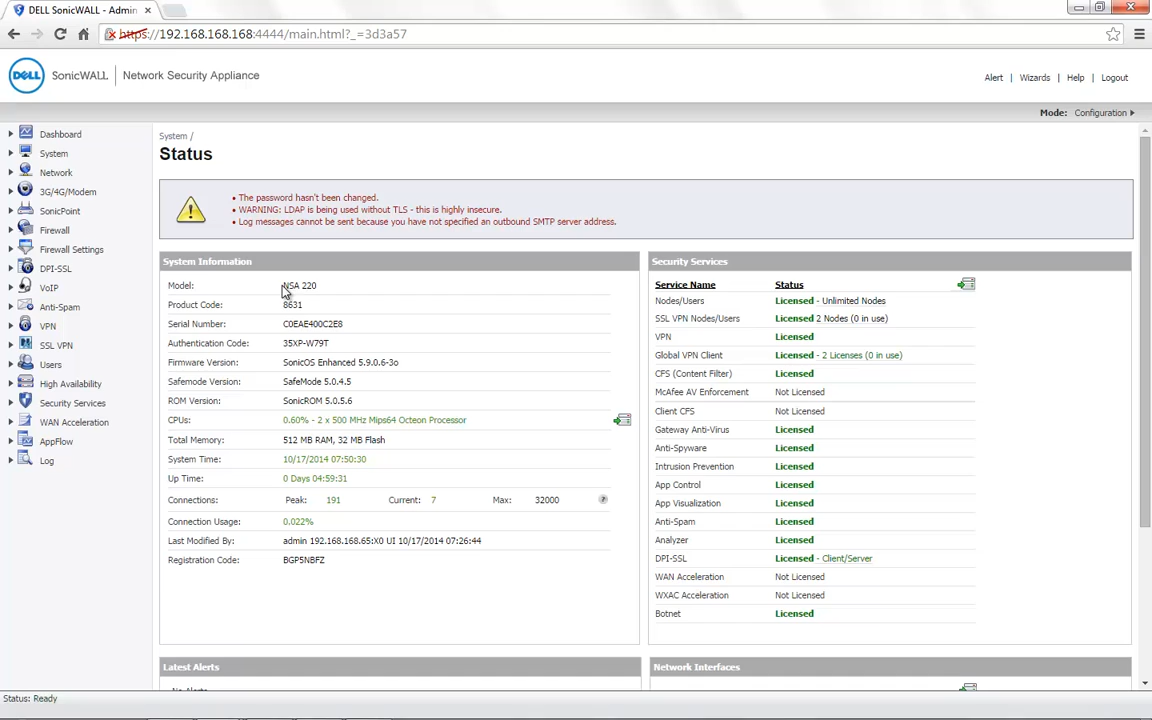 DELL SonicWALL - Admin
https://192.168.168.168:4444/main.html?_=3d3a57
DELL SonicWALL | Network Security Appliance
Alert | Wizards | Help | Logout
Mode: Configuration
Dashboard
System
Network
3G/4G/Modem
SonicPoint
Firewall
Firewall Settings
DPI-SSL
VoIP
Anti-Spam
VPN
SSL VPN
Users
High Availability
Security Services
WAN Acceleration
AppFlow
Log
System /
Status
• The password hasn't been changed.
• WARNING: LDAP is being used without TLS - this is highly insecure.
• Log messages cannot be sent because you have not specified an outbound SMTP server address.
System Information
Model: NSA 220
Product Code: 8631
Serial Number: C0EAE400C2E8
Authentication Code: 35XP-W79T
Firmware Version: SonicOS Enhanced 5.9.0.6-3o
Safemode Version: SafeMode 5.0.4.5
ROM Version: SonicROM 5.0.5.6
CPUs: 0.60% - 2 x 500 MHz Mips64 Octeon Processor
Total Memory: 512 MB RAM, 32 MB Flash
System Time: 10/17/2014 07:50:30
Up Time: 0 Days 04:59:31
Connections: Peak: 191 Current: 7 Max: 32000 ?
Connection Usage: 0.022%
Last Modified By: admin 192.168.168.65:X0 UI 10/17/2014 07:26:44
Registration Code: BGP5NBFZ
Security Services
Service Name Status
Nodes/Users Licensed - Unlimited Nodes
SSL VPN Nodes/Users Licensed 2 Nodes (0 in use)
VPN Licensed
Global VPN Client Licensed - 2 Licenses (0 in use)
CFS (Content Filter) Licensed
McAfee AV Enforcement Not Licensed
Client CFS Not Licensed
Gateway Anti-Virus Licensed
Anti-Spyware Licensed
Intrusion Prevention Licensed
App Control Licensed
App Visualization Licensed
Anti-Spam Licensed
Analyzer Licensed
DPI-SSL Licensed - Client/Server
WAN Acceleration Not Licensed
WXAC Acceleration Not Licensed
Botnet Licensed
Latest Alerts
No Alerts
Network Interfaces
Status: Ready